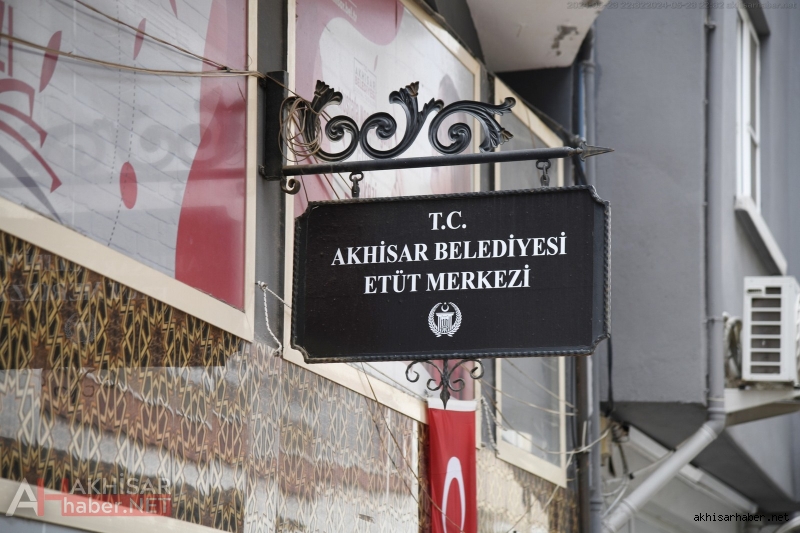 T.C.
AKHİSAR BELEDİYESİ
ETÜT MERKEZİ
AKHİSAR
haber.NET
akhisarhaber.net